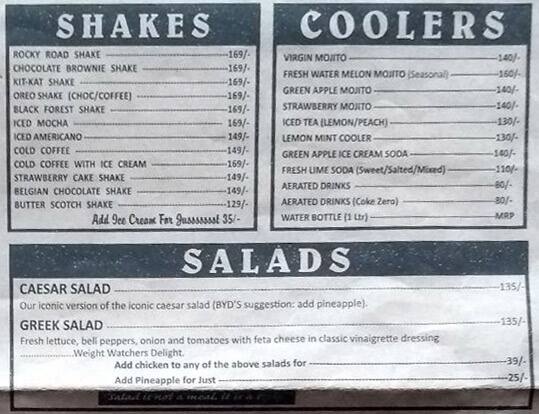 SHAKES
ROCKY ROAD SHAKE 169/-
CHOCOLATE BROWNIE SHAKE 169/-
KIT-KAT SHAKE 169/-
OREO SHAKE (CHOC/COFFEE) 169/-
BLACK FOREST SHAKE 169/-
ICED MOCHA 169/-
ICED AMERICANO 149/-
COLD COFFEE 149/-
COLD COFFEE WITH ICE CREAM 169/-
STRAWBERRY CAKE SHAKE 149/-
BELGIAN CHOCOLATE SHAKE 149/-
BUTTER SCOTCH SHAKE 129/-
Add Ice Cream For Jusssssst 35/-
COOLERS
VIRGIN MOJITO 140/-
FRESH WATER MELON MOJITO (Seasonal) 160/-
GREEN APPLE MOJITO 140/-
STRAWBERRY MOJITO 140/-
ICED TEA (LEMON/PEACH) 130/-
LEMON MINT COOLER 130/-
GREEN APPLE ICE CREAM SODA 140/-
FRESH LIME SODA (Sweet/Salted/Mixed) 110/-
AERATED DRINKS 60/-
AERATED DRINKS (Coke Zero) 80/-
WATER BOTTLE (1 Ltr) MRP
SALADS
CAESAR SALAD 135/-
Our iconic version of the iconic caesar salad (BYD'S suggestion: add pineapple).
GREEK SALAD 135/-
Fresh lettuce, bell peppers, onion and tomatoes with feta cheese in classic vinaigrette dressing
..................Weight Watchers Delight.
Add chicken to any of the above salads for 39/-
Add Pineapple for Just 25/-
Salad is not a meal, it is a